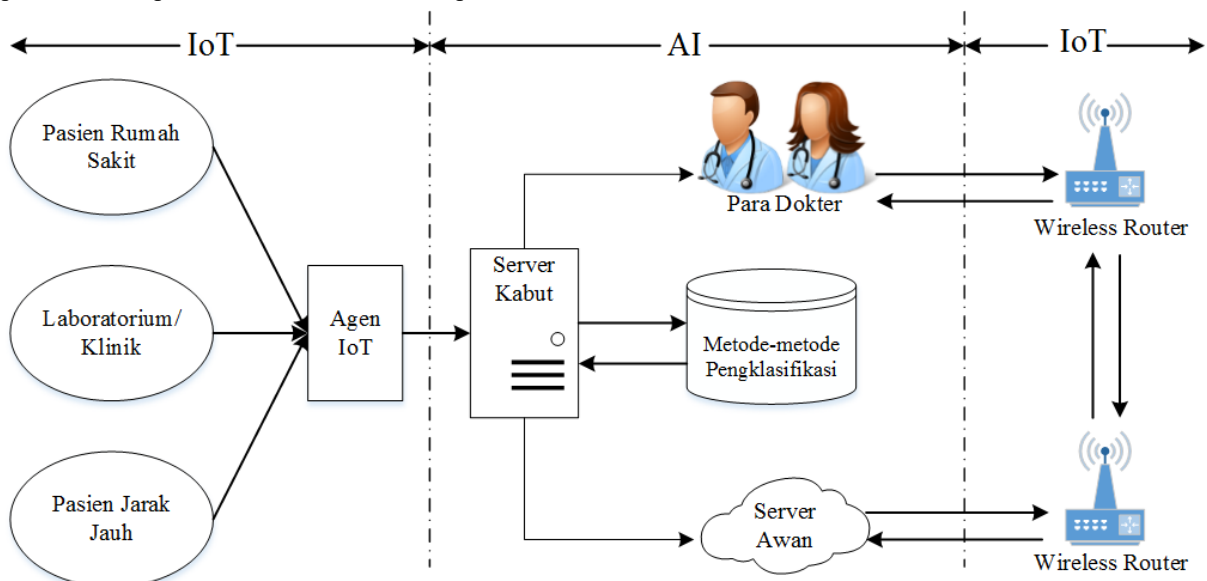 IoT
AI
IoT
Pasien Rumah
Sakit
Laboratorium/
Klinik
Pasien Jarak
Jauh
Agen
IoT
Server
Kabut
Para Dokter
Metode-metode
Pengklasifikasi
Server
Awan
Wireless Router
Wireless Router